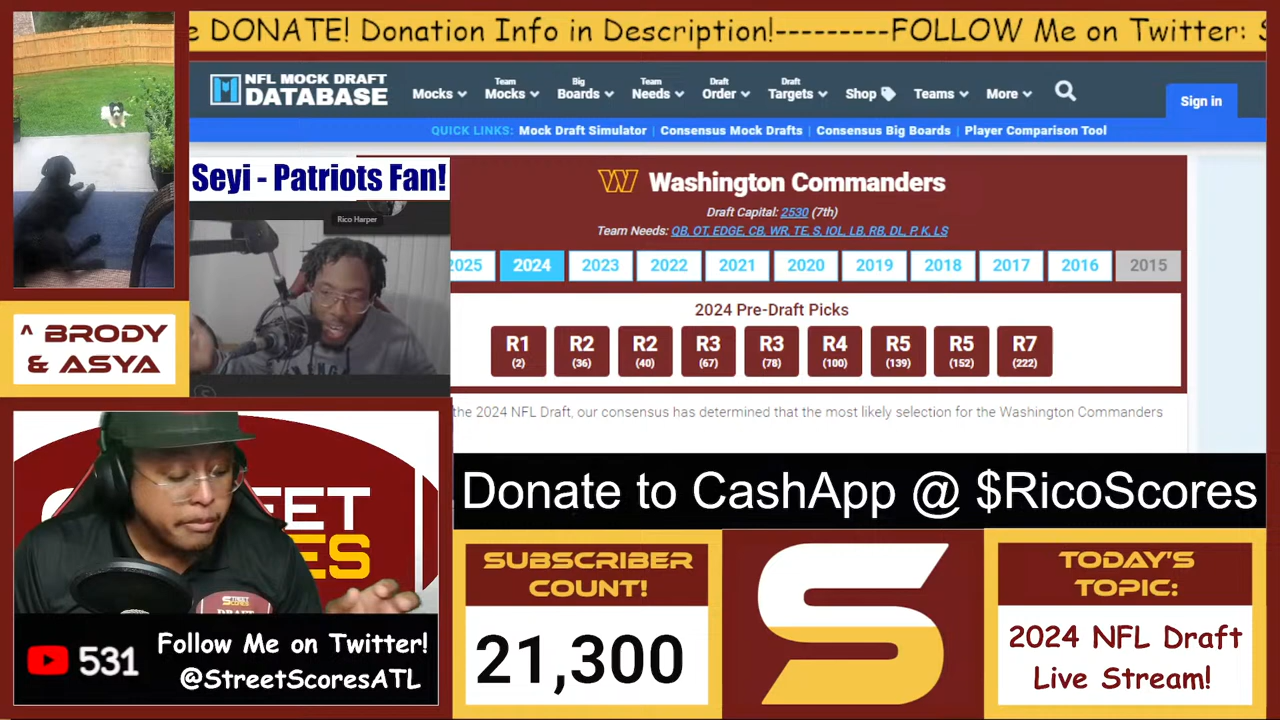 e DONATE! Donation Info in Description!---------FOLLOW Me on Twitter: S
NFL MOCK DRAFT
DATABASE
Mocks
Team
Mocks
Big
Boards
Team
Needs
Draft
Order
Draft
Targets
Shop
Teams
More
Sign in
QUICK LINKS: Mock Draft Simulator | Consensus Mock Drafts | Consensus Big Boards | Player Comparison Tool
Seyi - Patriots Fan!
Rico Harper
W Washington Commanders
Draft Capital: 2530 (7th)
Team Needs: QB, OT, EDGE, CB, WR, TE, S, IOL, LB, RB, DL, P, K, LS
2025 2024 2023 2022 2021 2020 2019 2018 2017 2016 2015
2024 Pre-Draft Picks
R1 R2 R2 R3 R3 R4 R5 R5 R7
(2) (36) (40) (67) (78) (100) (139) (152) (222)
the 2024 NFL Draft, our consensus has determined that the most likely selection for the Washington Commanders
^ BRODY
& ASYA
Donate to CashApp @ $RicoScores
531
Follow Me on Twitter!
@StreetScoresATL
SUBSCRIBER
COUNT!
21,300
S
TODAY'S
TOPIC:
2024 NFL Draft
Live Stream!